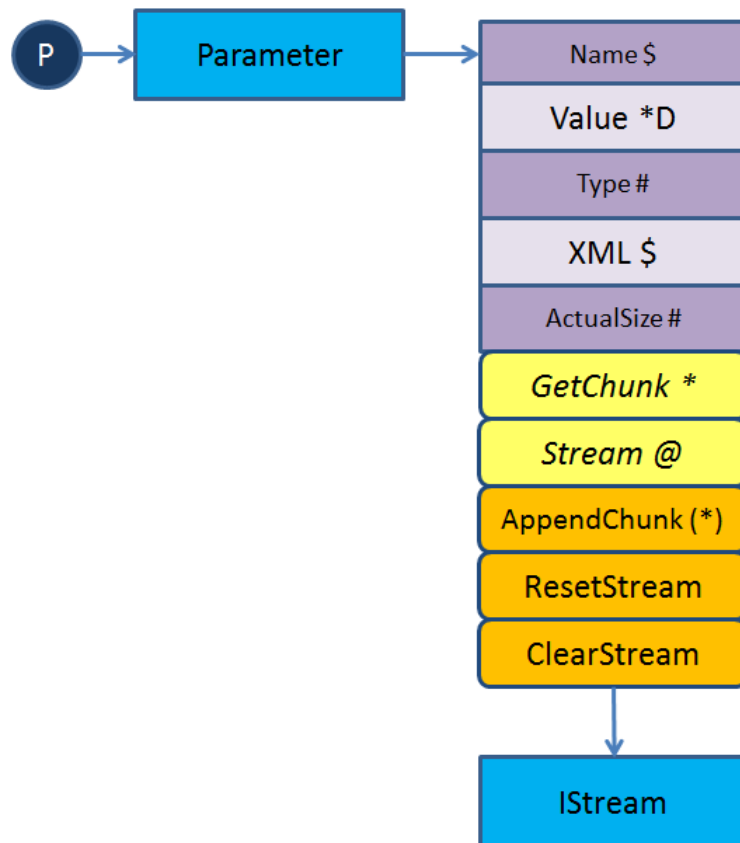 P
Parameter
Name $
Value *D
Type #
XML $
ActualSize #
GetChunk *
Stream @
AppendChunk (*)
ResetStream
ClearStream
IStream